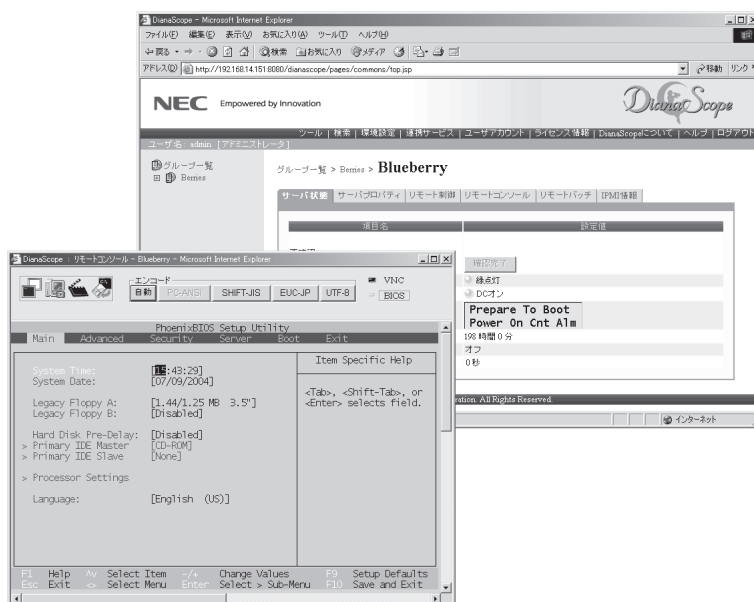 DianaScope - Microsoft Internet Explorer
ファイル(F) 編集(E) 表示(V) お気に入り(A) ツール(T) ヘルプ(H)
戻る 検索 お気に入り メディア
アドレス(D) http://192.168.14.151:8080/dianascope/pages/commons/top.jsp 移動 リンク
NEC Empowered by Innovation
DianaScope
ツール | 検索 | 環境設定 | 連携サービス | ユーザアカウント | ライセンス情報 | DianaScopeについて | ヘルプ | ログアウト
ユーザ名: admin [アドミニストレータ]
グループ一覧
Berries
グループ一覧 > Berries > Blueberry
サーバ状態 サーバプロパティ リモート制御 リモートコンソール リモートバッチ IPMI情報
項目名 設定値
確認完了
緑点灯
DCオン
Prepare To Boot
Power On Cnt Alm
198 時間 0 分
オフ
0 秒
ration. All Rights Reserved.
インターネット
DianaScope : リモートコンソール - Blueberry - Microsoft Internet Explorer
エンコード
自動 PC-ANSI SHIFT-JIS EUC-JP UTF-8
VNC
BIOS
PhoenixBIOS Setup Utility
Main Advanced Security Server Boot Exit
Item Specific Help
System Time: [15:43:29]
System Date: [07/09/2004]
<Tab>, <Shift-Tab>, or
<Enter> selects field.
Legacy Floppy A: [1.44/1.25 MB 3.5"]
Legacy Floppy B: [Disabled]
Hard Disk Pre-Delay: [Disabled]
> Primary IDE Master [CD-ROM]
> Primary IDE Slave [None]
> Processor Settings
Language: [English (US)]
F1 Help ^v Select Item -/+ Change Values F9 Setup Defaults
Esc Exit <> Select Menu Enter Select > Sub-Menu F10 Save and Exit